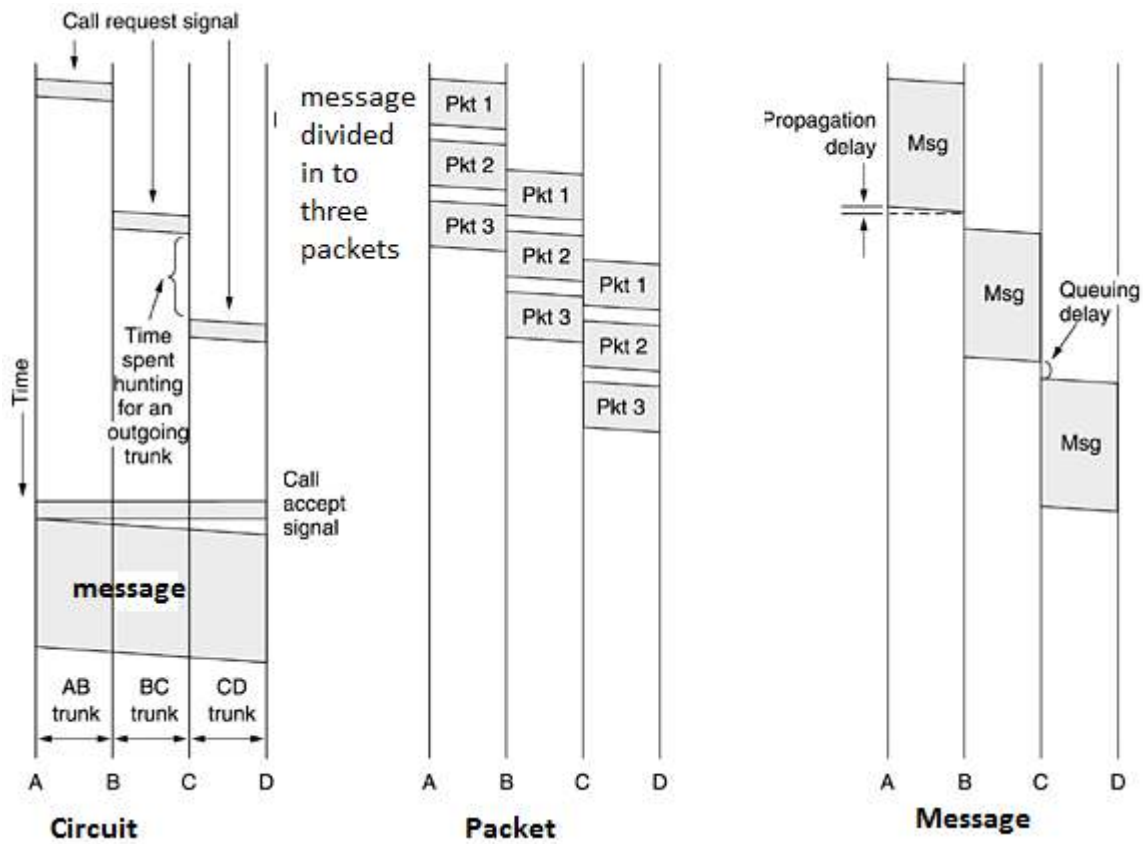 Call request signal
Time
Time
spent
hunting
for an
outgoing
trunk
Call
accept
signal
message
AB
trunk
BC
trunk
CD
trunk
A
B
C
D
Circuit
message
divided
in to
three
packets
Pkt 1
Pkt 2
Pkt 3
Pkt 1
Pkt 2
Pkt 3
Pkt 1
Pkt 2
Pkt 3
A
B
C
D
Packet
Propagation
delay
Msg
Msg
Queuing
delay
Msg
A
B
C
D
Message